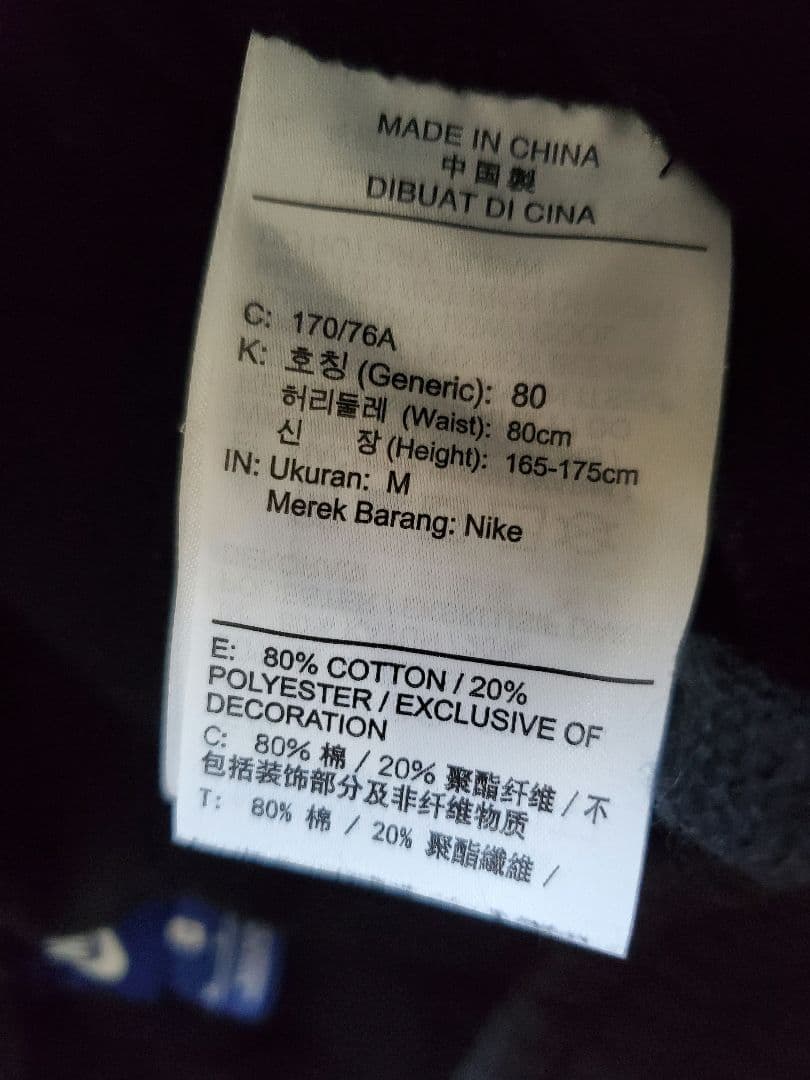 MADE IN CHINA
中国製
DIBUAT DI CINA
C: 170/76A
K: 호칭 (Generic): 80
허리둘레 (Waist): 80cm
신 장 (Height): 165-175cm
IN: Ukuran: M
Merek Barang: Nike
E: 80% COTTON / 20%
POLYESTER / EXCLUSIVE OF
DECORATION
C: 80% 棉 / 20% 聚酯纤维 / 不
包括装饰部分及非纤维物质
T: 80% 棉 / 20% 聚酯纖維 /